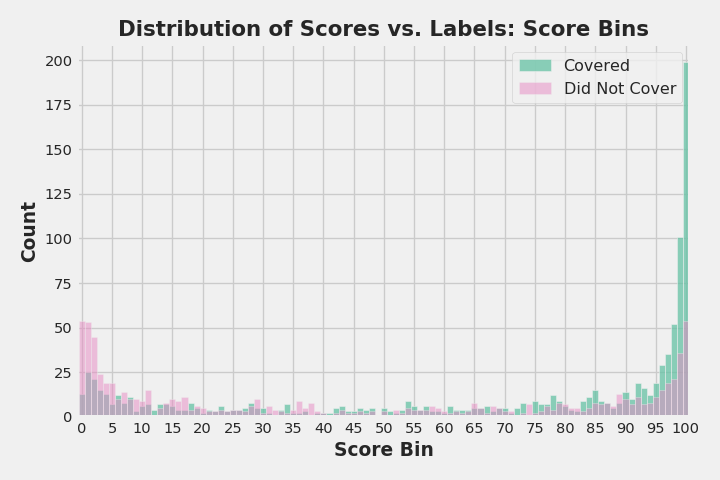 Distribution of Scores vs. Labels: Score Bins
Covered
Did Not Cover
Count
200
175
150
125
100
75
50
25
0
0 5 10 15 20 25 30 35 40 45 50 55 60 65 70 75 80 85 90 95 100
Score Bin